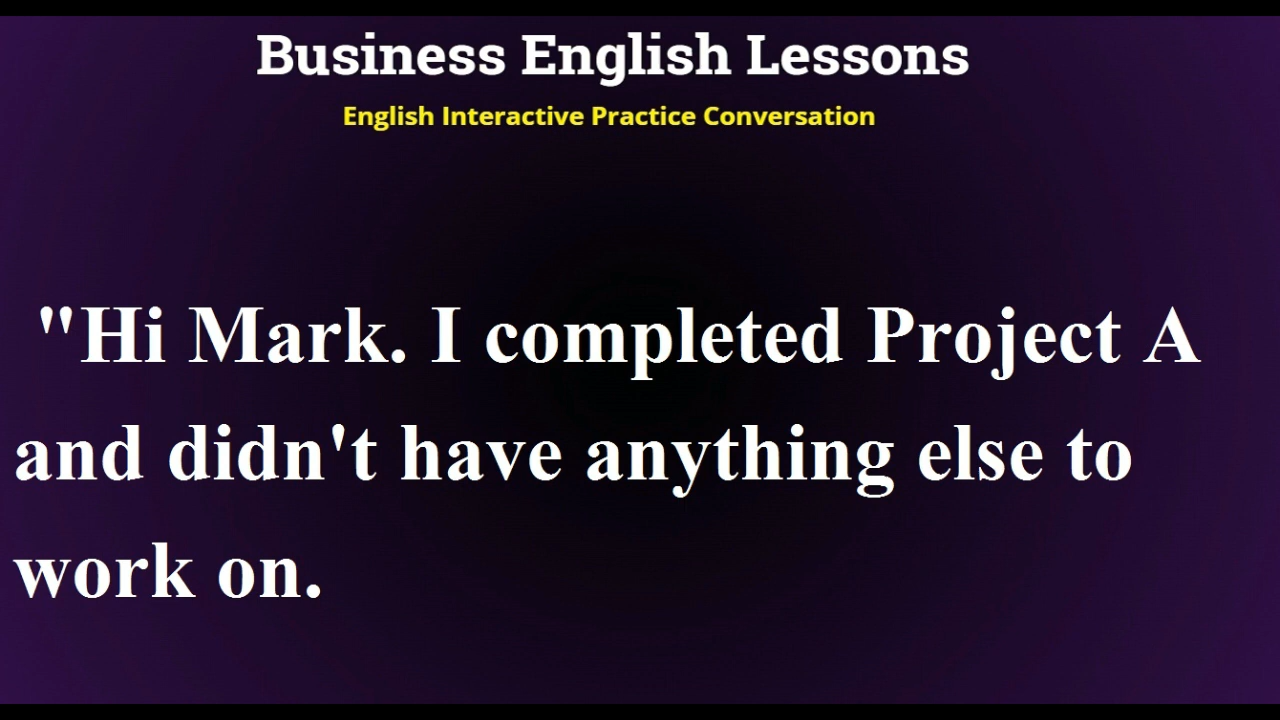 Business English Lessons
English Interactive Practice Conversation
"Hi Mark. I completed Project A
and didn't have anything else to
work on.